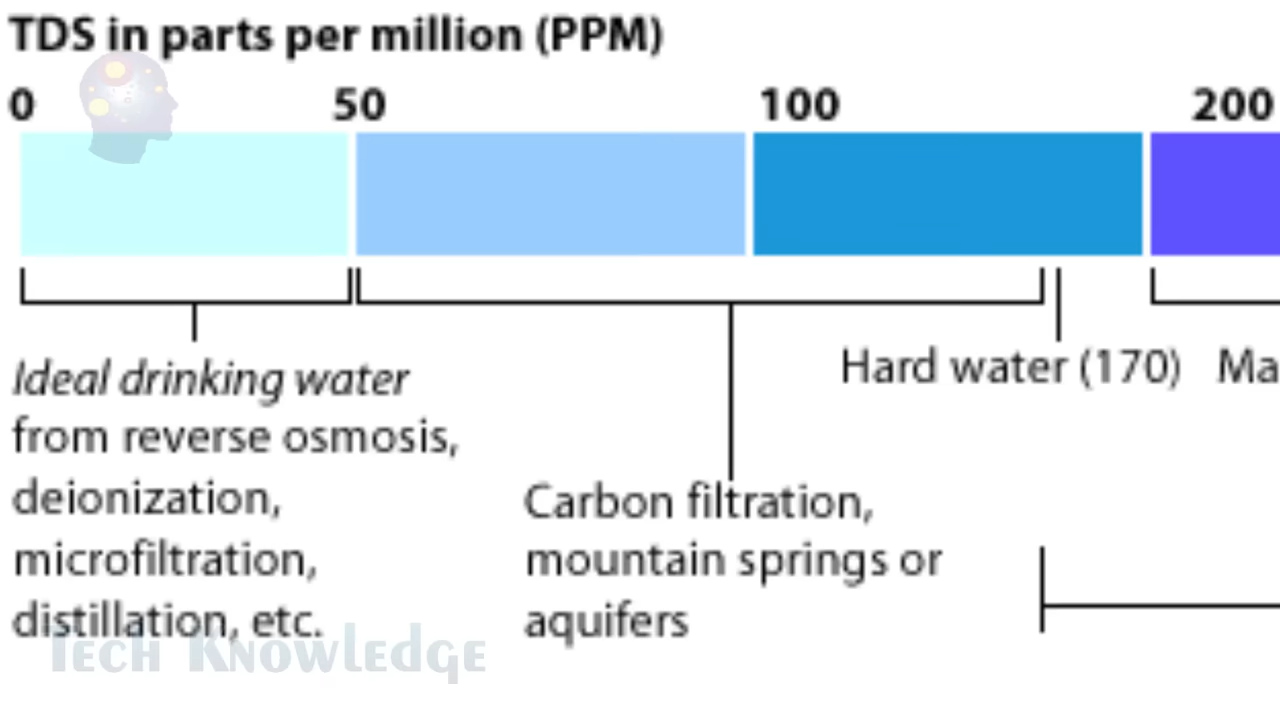 TDS in parts per million (PPM)
0 50 100 200
Ideal drinking water
from reverse osmosis,
deionization,
microfiltration,
distillation, etc.
Carbon filtration,
mountain springs or
aquifers
Hard water (170) Ma
Tech Knowledge